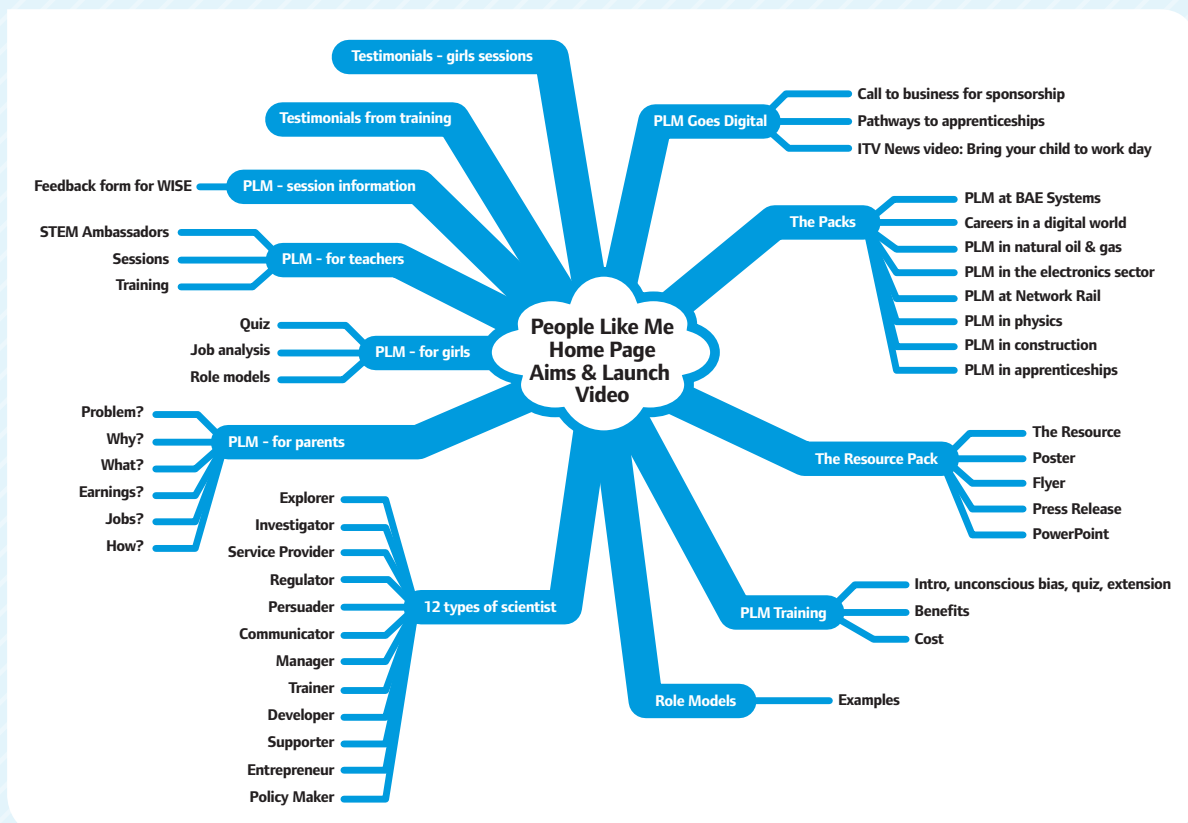 People Like Me
Home Page
Aims & Launch
Video
Testimonials - girls sessions
Testimonials from training
PLM - session information
Feedback form for WISE
PLM - for teachers
STEM Ambassadors
Sessions
Training
PLM - for girls
Quiz
Job analysis
Role models
PLM - for parents
Problem?
Why?
What?
Earnings?
Jobs?
How?
12 types of scientist
Explorer
Investigator
Service Provider
Regulator
Persuader
Communicator
Manager
Trainer
Developer
Supporter
Entrepreneur
Policy Maker
PLM Goes Digital
Call to business for sponsorship
Pathways to apprenticeships
ITV News video: Bring your child to work day
The Packs
PLM at BAE Systems
Careers in a digital world
PLM in natural oil & gas
PLM in the electronics sector
PLM at Network Rail
PLM in physics
PLM in construction
PLM in apprenticeships
The Resource Pack
The Resource
Poster
Flyer
Press Release
PowerPoint
PLM Training
Intro, unconscious bias, quiz, extension
Benefits
Cost
Role Models
Examples